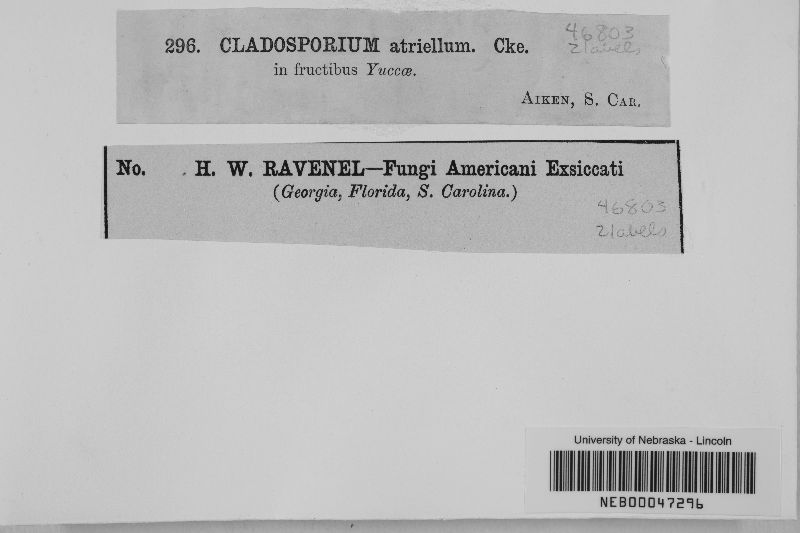 296. CLADOSPORIUM atriellum. Cke.
46803
2 labels
in fructibus Yuccæ.
AIKEN, S. CAR.
No. . H. W. RAVENEL—Fungi Americani Exsiccati
(Georgia, Florida, S. Carolina.)
46803
2 labels
University of Nebraska - Lincoln
NEB00047296